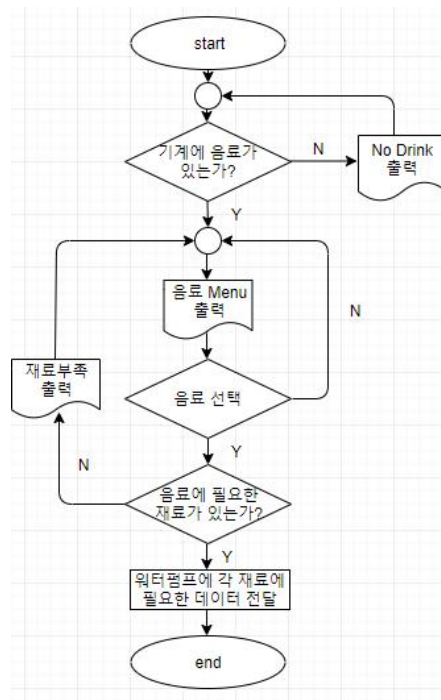 start
기계에 음료가
있는가?
N
No Drink
출력
Y
음료 Menu
출력
N
재료부족
출력
음료 선택
Y
N
음료에 필요한
재료가 있는가?
Y
워터펌프에 각 재료에
필요한 데이터 전달
end